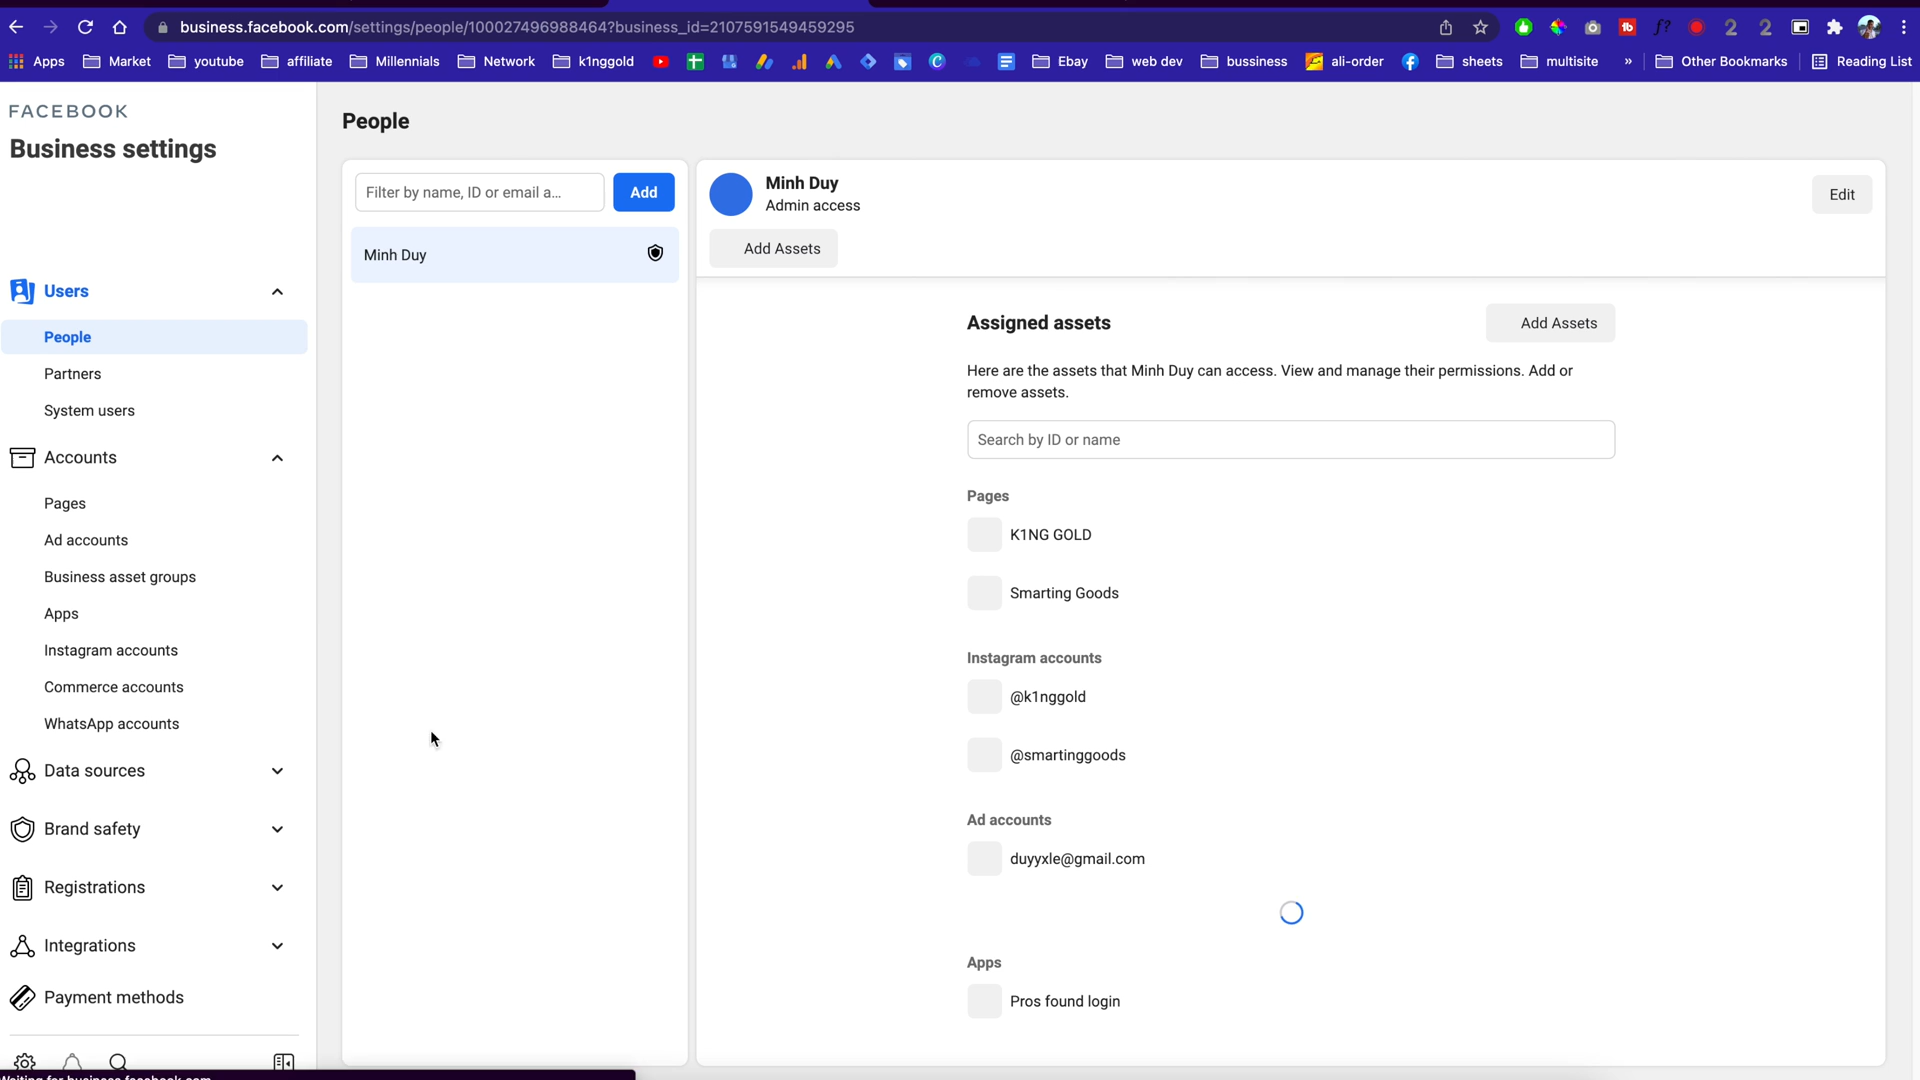 business.facebook.com/settings/people/100027496988464?business_id=2107591549459295
Apps Market youtube affiliate Millennials Network k1nggold Ebay web dev bussiness ali-order sheets multisite » Other Bookmarks Reading List
FACEBOOK
Business settings
Users
People
Partners
System users
Accounts
Pages
Ad accounts
Business asset groups
Apps
Instagram accounts
Commerce accounts
WhatsApp accounts
Data sources
Brand safety
Registrations
Integrations
Payment methods
People
Filter by name, ID or email a...
Add
Minh Duy
Minh Duy
Admin access
Edit
Add Assets
Assigned assets
Add Assets
Here are the assets that Minh Duy can access. View and manage their permissions. Add or
remove assets.
Search by ID or name
Pages
K1NG GOLD
Smarting Goods
Instagram accounts
@k1nggold
@smartinggoods
Ad accounts
duyyxle@gmail.com
Apps
Pros found login
Waiting for business.facebook.com